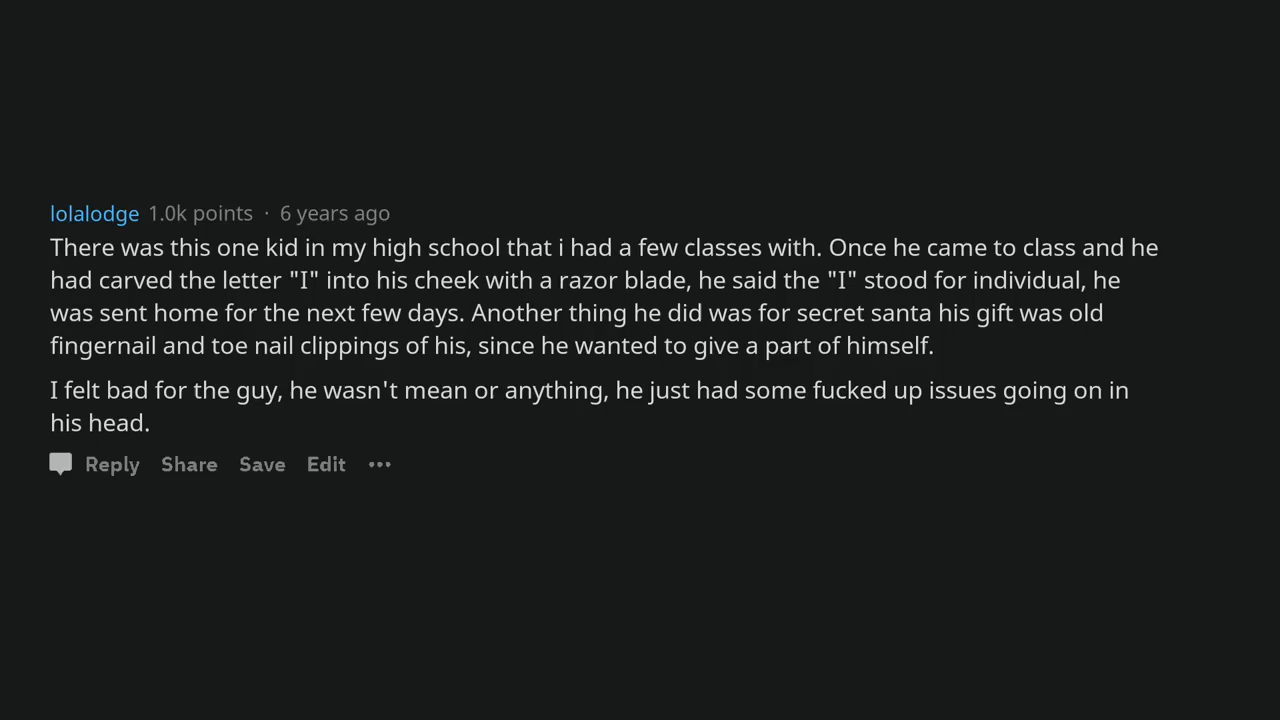 lolalodge 1.0k points · 6 years ago
There was this one kid in my high school that i had a few classes with. Once he came to class and he
had carved the letter "I" into his cheek with a razor blade, he said the "I" stood for individual, he
was sent home for the next few days. Another thing he did was for secret santa his gift was old
fingernail and toe nail clippings of his, since he wanted to give a part of himself.
I felt bad for the guy, he wasn't mean or anything, he just had some fucked up issues going on in
his head.
Reply Share Save Edit •••